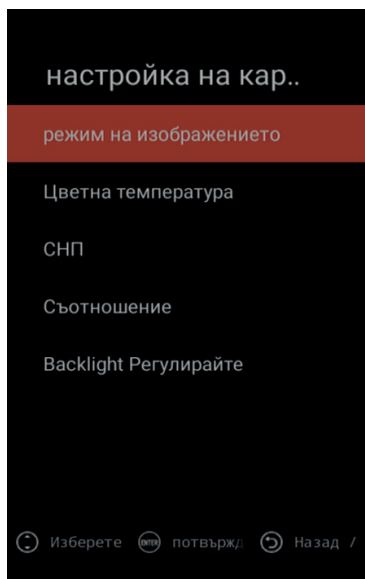 настройка на кар..
режим на изображението
Цветна температура
СНП
Съотношение
Backlight Регулирайте
Изберете ENTER потвържд Назад /